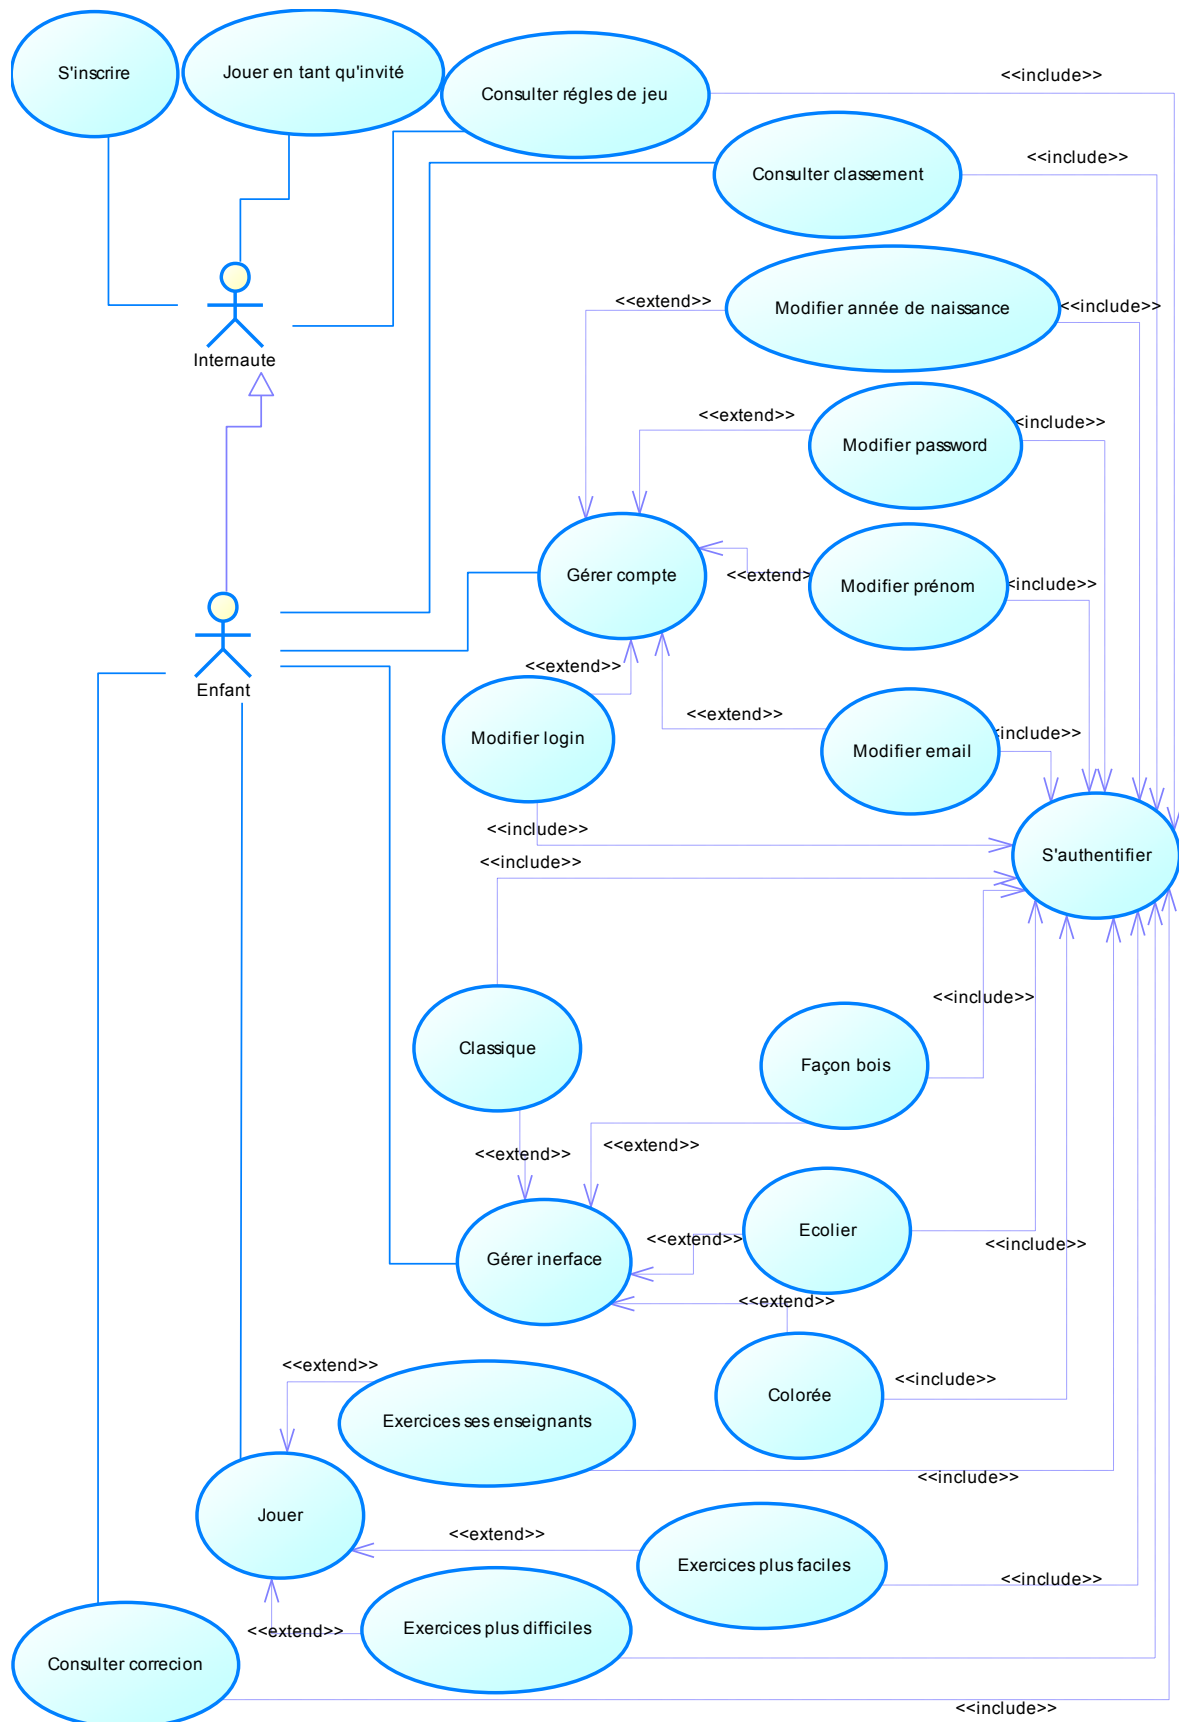 S'inscrire
Jouer en tant qu'invité
Consulter régles de jeu
<<include>>
Consulter classement
<<include>>
Internaute
<<extend>>
Modifier année de naissance
<<include>>
<<extend>>
Modifier password
<include>>
Gérer compte
<<extend>
Modifier prénom
<include>>
Enfant
<<extend>>
Modifier login
<<extend>>
Modifier email
include>>
<<include>>
<<include>>
S'authentifier
<<include>>
Classique
Façon bois
<<extend>>
<<extend>>
Ecolier
<<extend>>
<<include>>
Gérer inerface
<<extend>>
Colorée
<<include>>
<<extend>>
Exercices ses enseignants
<<include>>
Jouer
<<extend>>
Exercices plus faciles
<<include>>
<<extend>>
Exercices plus difficiles
Consulter correcion
<<include>>